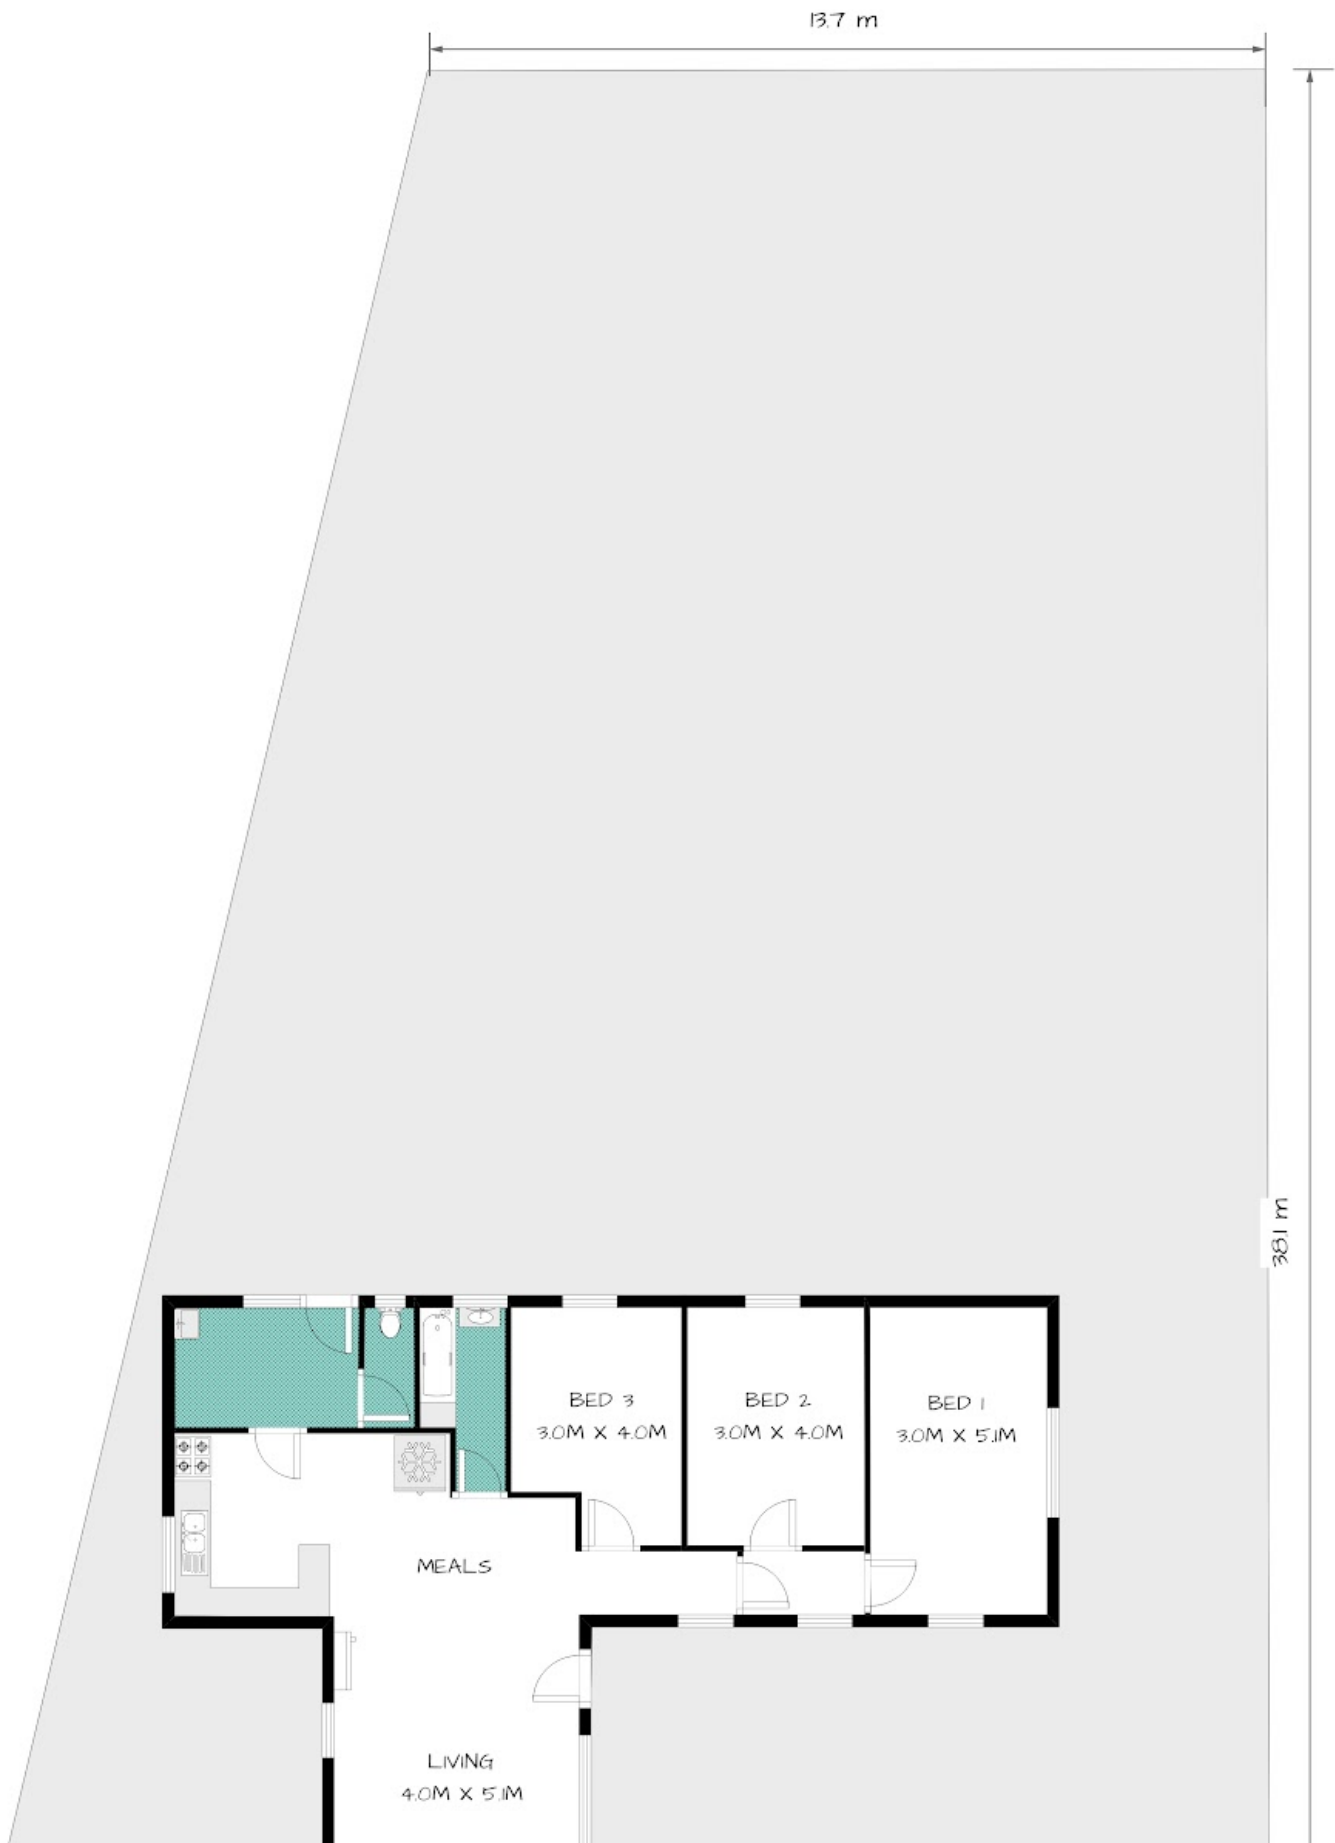 13.7 m
38.1 m
BED 3
3.0M X 4.0M
BED 2
3.0M X 4.0M
BED 1
3.0M X 5.1M
MEALS
LIVING
4.0M X 5.1M